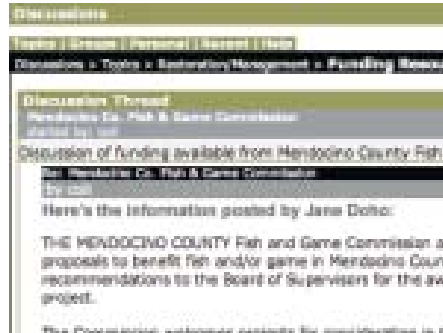 Discussions
Topics | Groups | Personal | Recent | Help
Discussions » Topics » Restoration/Management » Funding Resou
Discussion Thread
Mendocino Co. Fish & Game Commission
started by
Discussion of funding available from Mendocino County Fish
Re: Mendocino Co. Fish & Game Commission
by
Here's the information posted by Jane Doho:
THE MENDOCINO COUNTY Fish and Game Commission a
proposals to benefit fish and/or game in Mendocino Coun
recommendations to the Board of Supervisors for the aw
project.
The Commission welcomes projects for consideration in